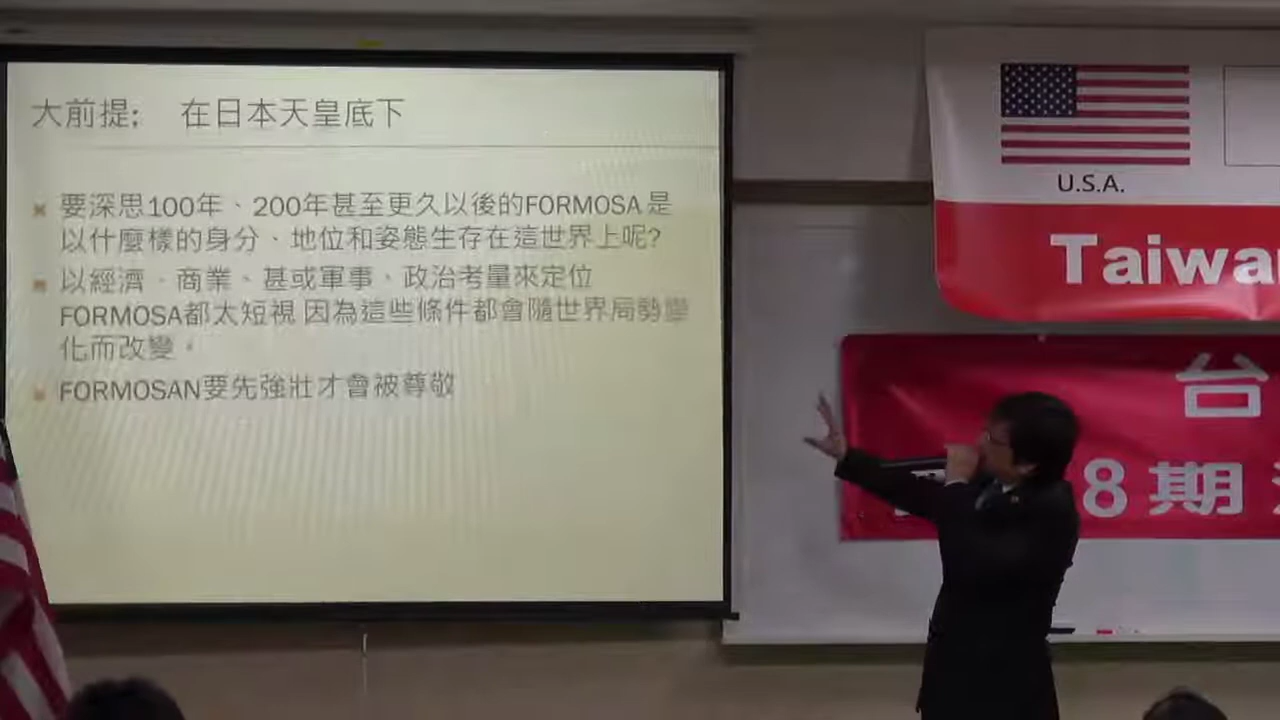 大前提; 在日本天皇底下
要深思100年、200年甚至更久以後的FORMOSA是
以什麼樣的身分、地位和姿態生存在這世界上呢?
以經濟、商業、甚或軍事、政治考量來定位
FORMOSA都太短視 因為這些條件都會隨世界局勢變
化而改變。
FORMOSAN要先強壯才會被尊敬
U.S.A.
Taiwa
台
8期